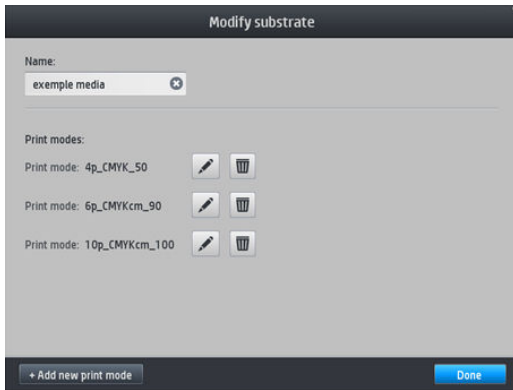 Modify substrate
Name:
exemple media
Print modes:
Print mode: 4p_CMYK_50
Print mode: 6p_CMYKcm_90
Print mode: 10p_CMYKcm_100
+ Add new print mode
Done